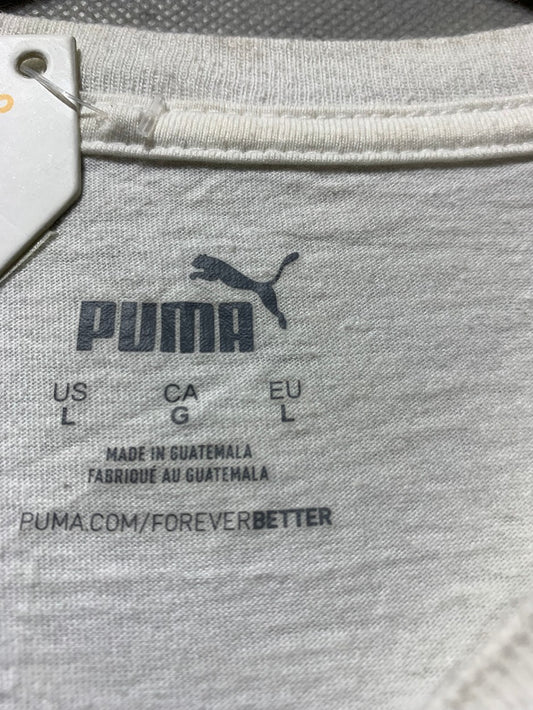 PUMA
US CA EU
L G L
MADE IN GUATEMALA
FABRIQUÉ AU GUATEMALA
PUMA.COM/FOREVERBETTER